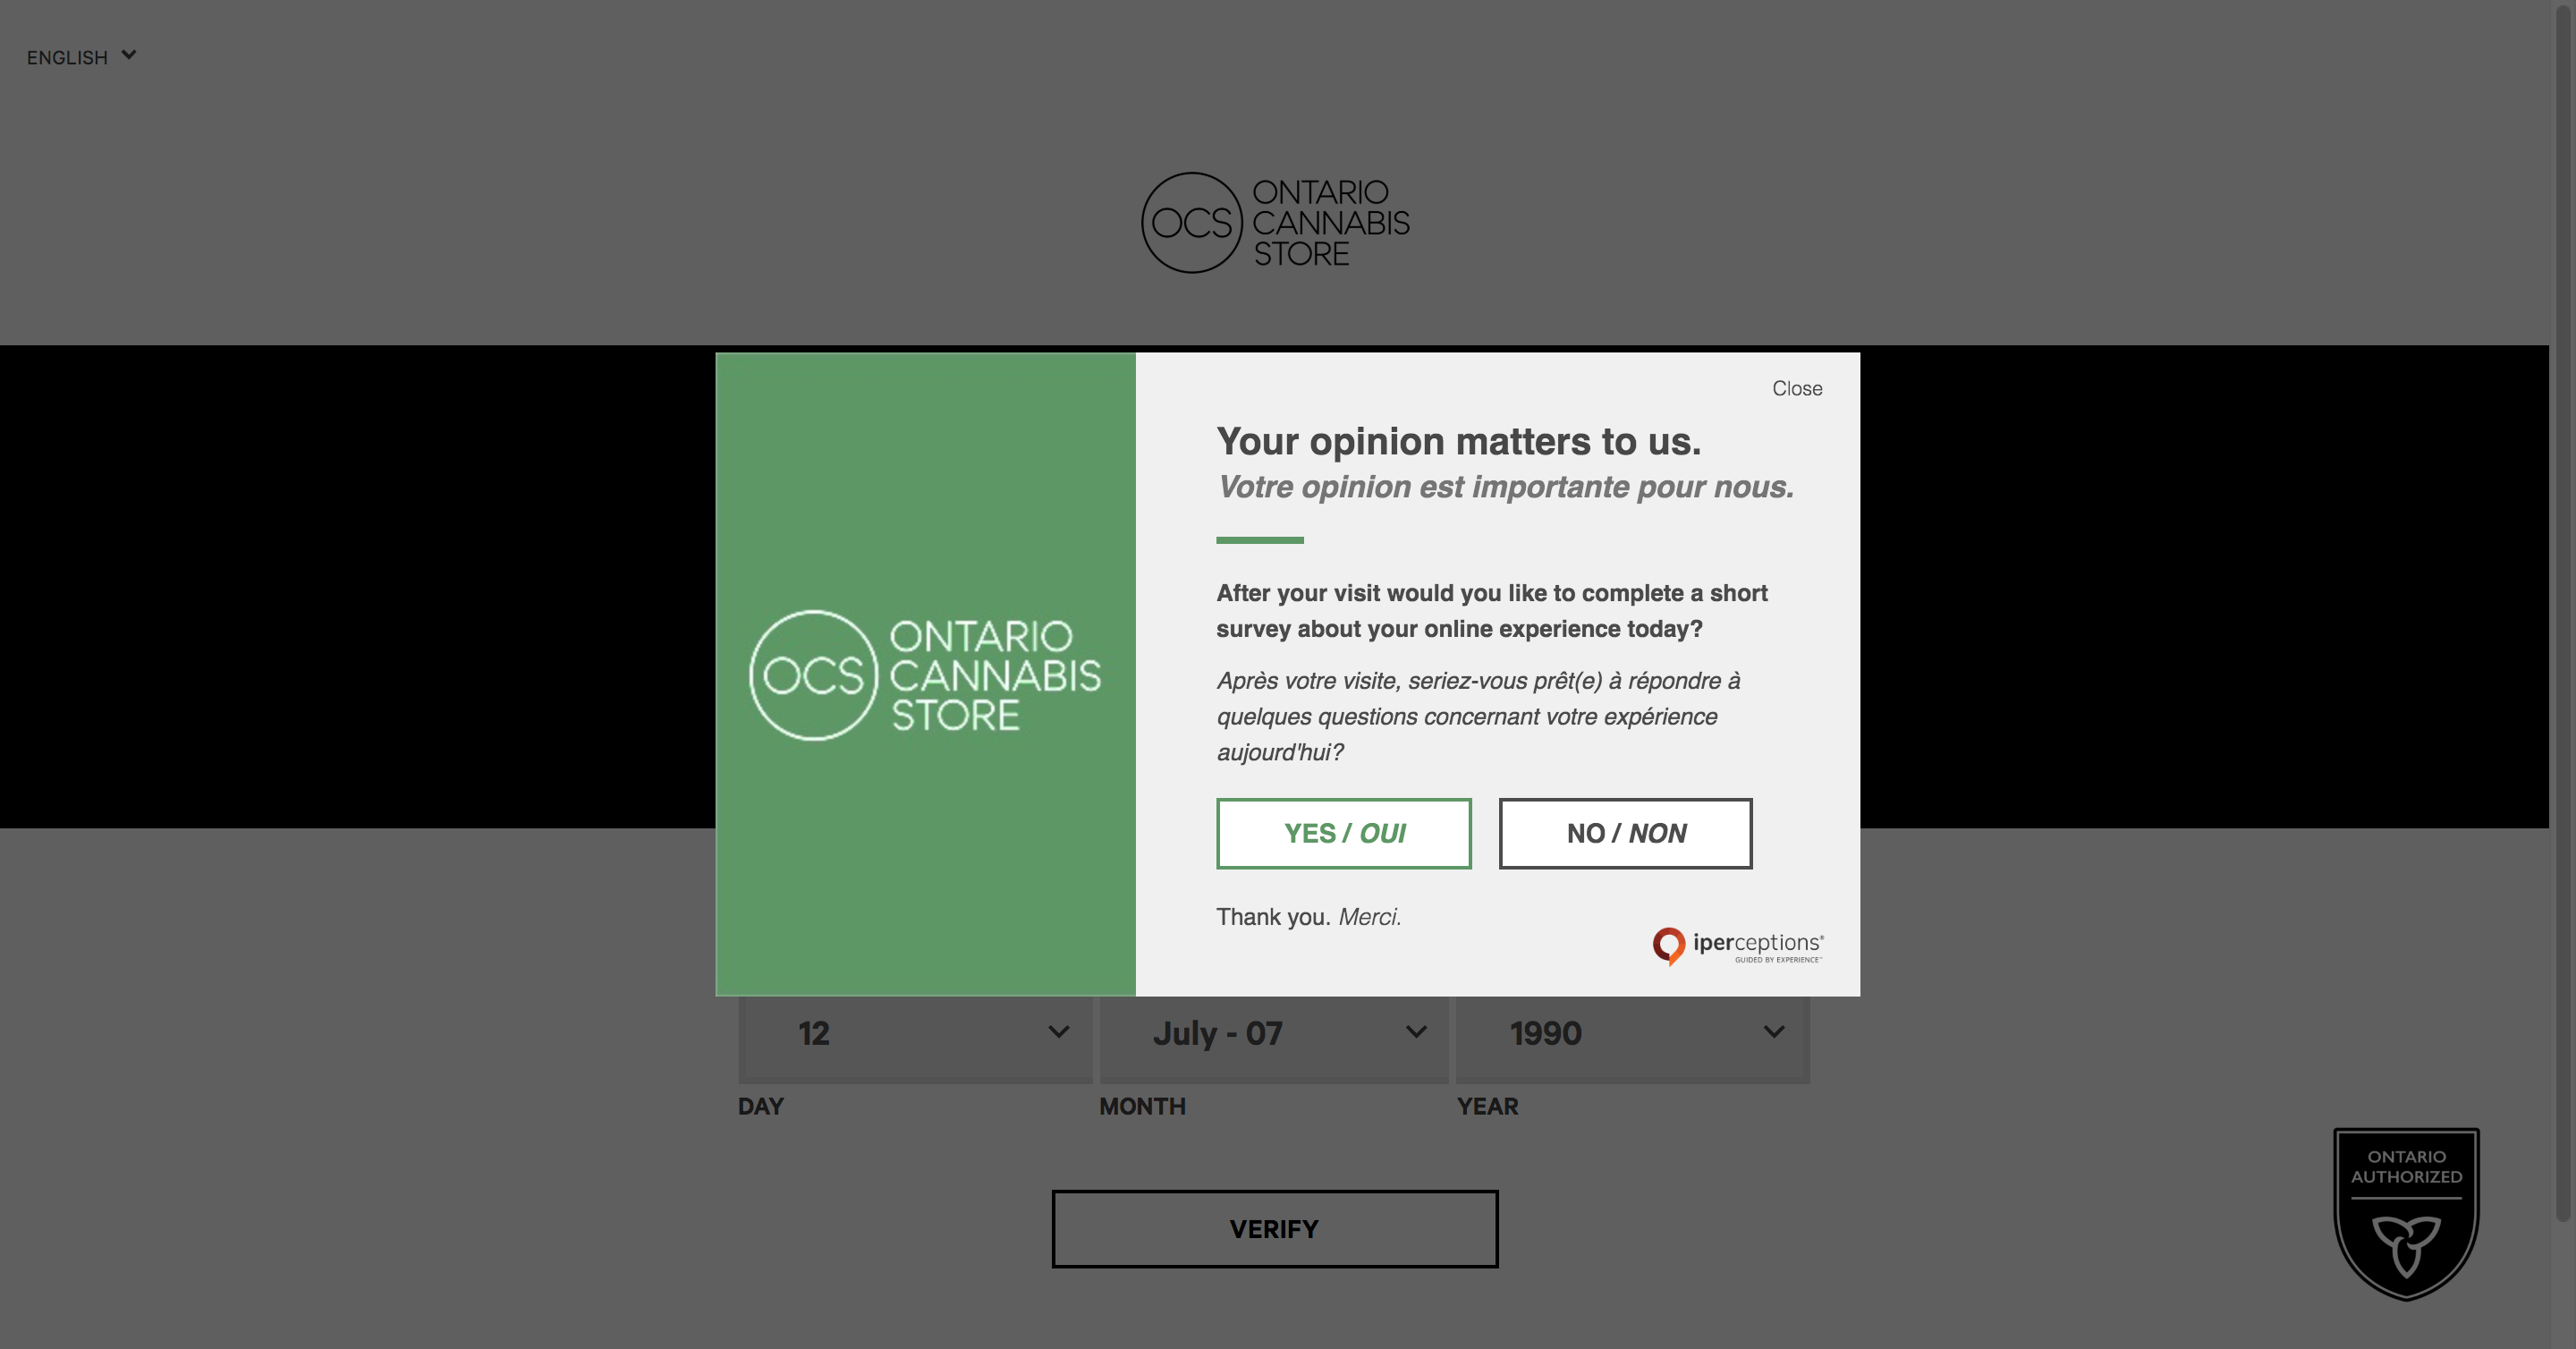 ENGLISH
OCS
ONTARIO
CANNABIS
STORE
Close
Your opinion matters to us.
Votre opinion est importante pour nous.
After your visit would you like to complete a short
survey about your online experience today?
Après votre visite, seriez-vous prêt(e) à répondre à
quelques questions concernant votre expérience
aujourd'hui?
OCS
ONTARIO
CANNABIS
STORE
YES / OUI
NO / NON
Thank you. Merci.
iperceptions®
GUIDED BY EXPERIENCE™
12
July - 07
1990
DAY
MONTH
YEAR
VERIFY
ONTARIO
AUTHORIZED